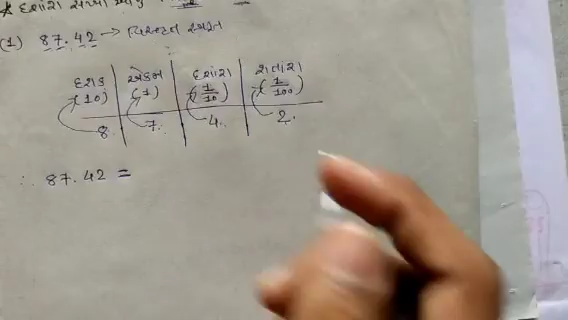 * દશાંશ સંખ્યા
(1) 87.42 → વિસ્તૃત સ્વરૂપ
દશક એકમ દશાંશ શતાંશ
(10) (1) (1/10) (1/100)
8. 7. 4. 2.
∴ 87.42 =